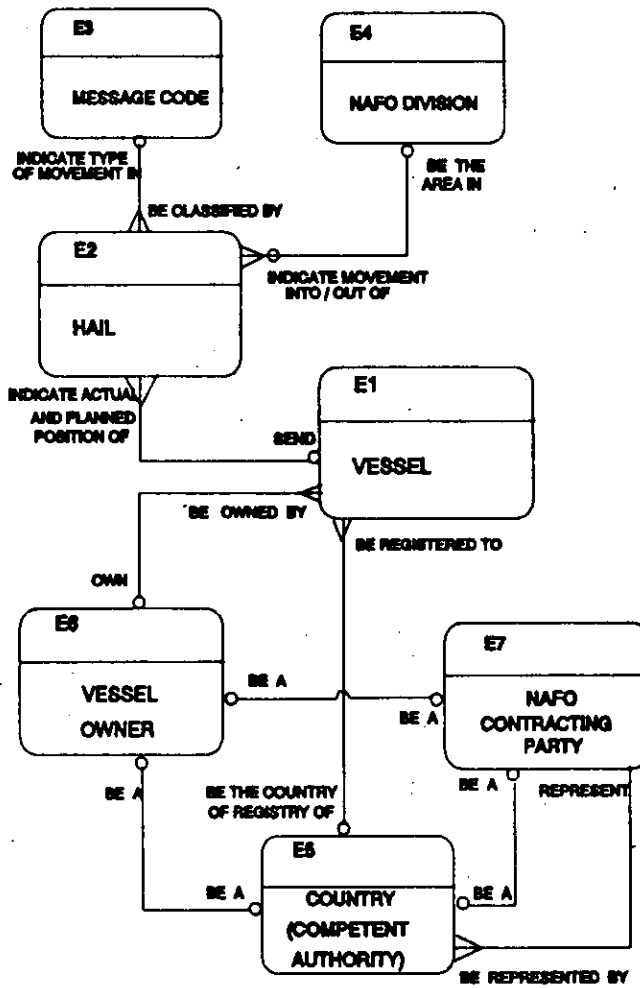 E3
MESSAGE CODE
E4
NAFO DIVISION
INDICATE TYPE
OF MOVEMENT IN
BE THE
AREA IN
BE CLASSIFIED BY
E2
HAIL
INDICATE MOVEMENT
INTO / OUT OF
INDICATE ACTUAL
AND PLANNED
POSITION OF
E1
VESSEL
SEND
BE OWNED BY
BE REGISTERED TO
OWN
E6
VESSEL
OWNER
BE A
BE A
E7
NAFO
CONTRACTING
PARTY
BE A
BE THE COUNTRY
OF REGISTRY OF
BE A
REPRESENT
E5
COUNTRY
(COMPETENT
AUTHORITY)
BE A
BE A
BE REPRESENTED BY